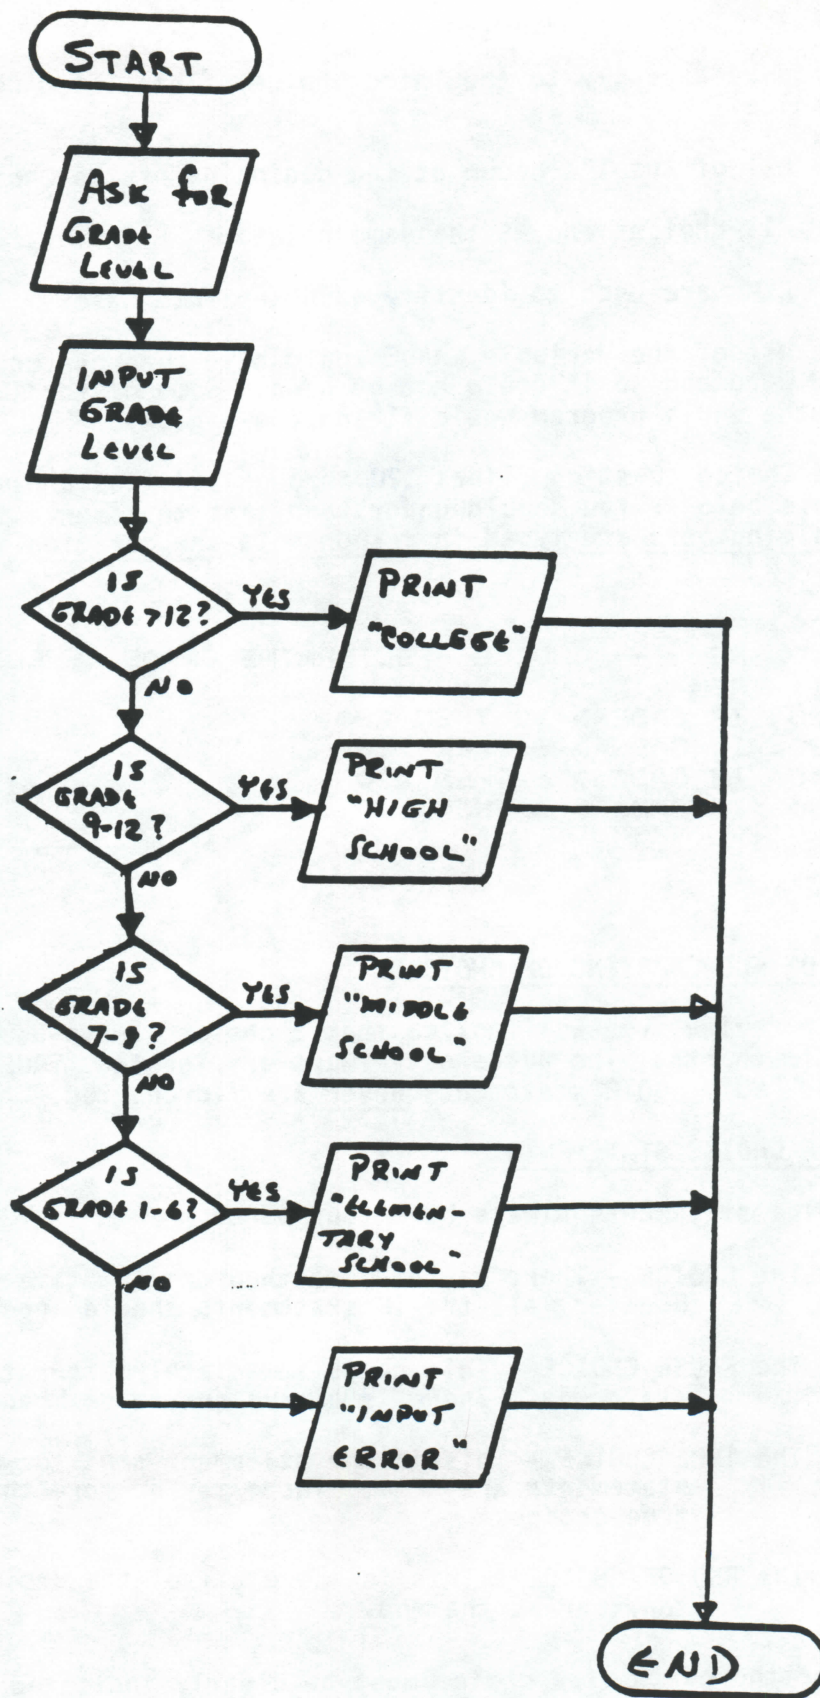 START
ASK FOR
GRADE
LEVEL
INPUT
GRADE
LEVEL
IS
GRADE >12?
YES
PRINT
"COLLEGE"
NO
IS
GRADE
9-12?
YES
PRINT
"HIGH
SCHOOL"
NO
IS
GRADE
7-8?
YES
PRINT
"MIDDLE
SCHOOL"
NO
IS
GRADE 1-6?
YES
PRINT
"ELEMEN-
TARY
SCHOOL"
NO
PRINT
"INPUT
ERROR"
END